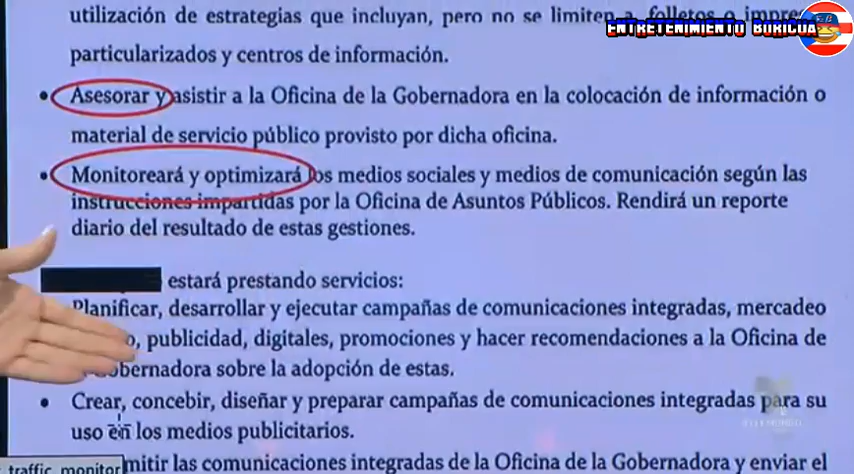 utilización de estrategias que incluyan, pero no se limiten a, folletos o impresos
ENTRETENIMIENTO BORICUA
particularizados y centros de información.
• Asesorar y asistir a la Oficina de la Gobernadora en la colocación de información o
material de servicio público provisto por dicha oficina.
• Monitoreará y optimizará los medios sociales y medios de comunicación según las
instrucciones impartidas por la Oficina de Asuntos Públicos. Rendirá un reporte
diario del resultado de estas gestiones.
estará prestando servicios:
Planificar, desarrollar y ejecutar campañas de comunicaciones integradas, mercadeo
o, publicidad, digitales, promociones y hacer recomendaciones a la Oficina de
Gobernadora sobre la adopción de estas.
• Crear, concebir, diseñar y preparar campañas de comunicaciones integradas para su
uso en los medios publicitarios.
mitir las comunicaciones integradas de la Oficina de la Gobernadora y enviar el
traffic monitor